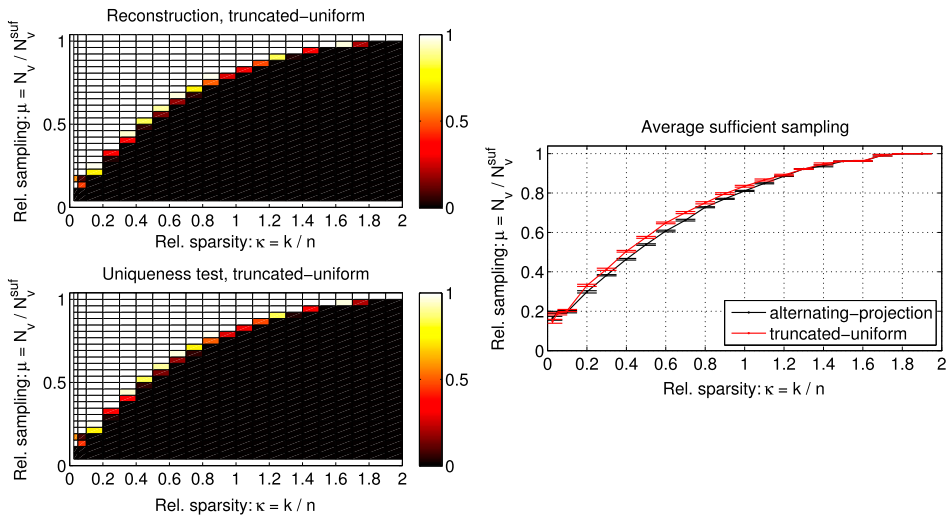 Reconstruction, truncated−uniform
Rel. sampling: μ = N_v / N_v^suf
1
0.5
0
0 0.2 0.4 0.6 0.8 1 1.2 1.4 1.6 1.8 2
Rel. sparsity: κ = k / n
1
0.5
0
Uniqueness test, truncated−uniform
Rel. sampling: μ = N_v / N_v^suf
1
0.5
0
0 0.2 0.4 0.6 0.8 1 1.2 1.4 1.6 1.8 2
Rel. sparsity: κ = k / n
1
0.5
0
Average sufficient sampling
Rel. sampling: μ = N_v / N_v^suf
1
0.8
0.6
0.4
0.2
0
0 0.2 0.4 0.6 0.8 1 1.2 1.4 1.6 1.8 2
Rel. sparsity: κ = k / n
alternating−projection
truncated−uniform